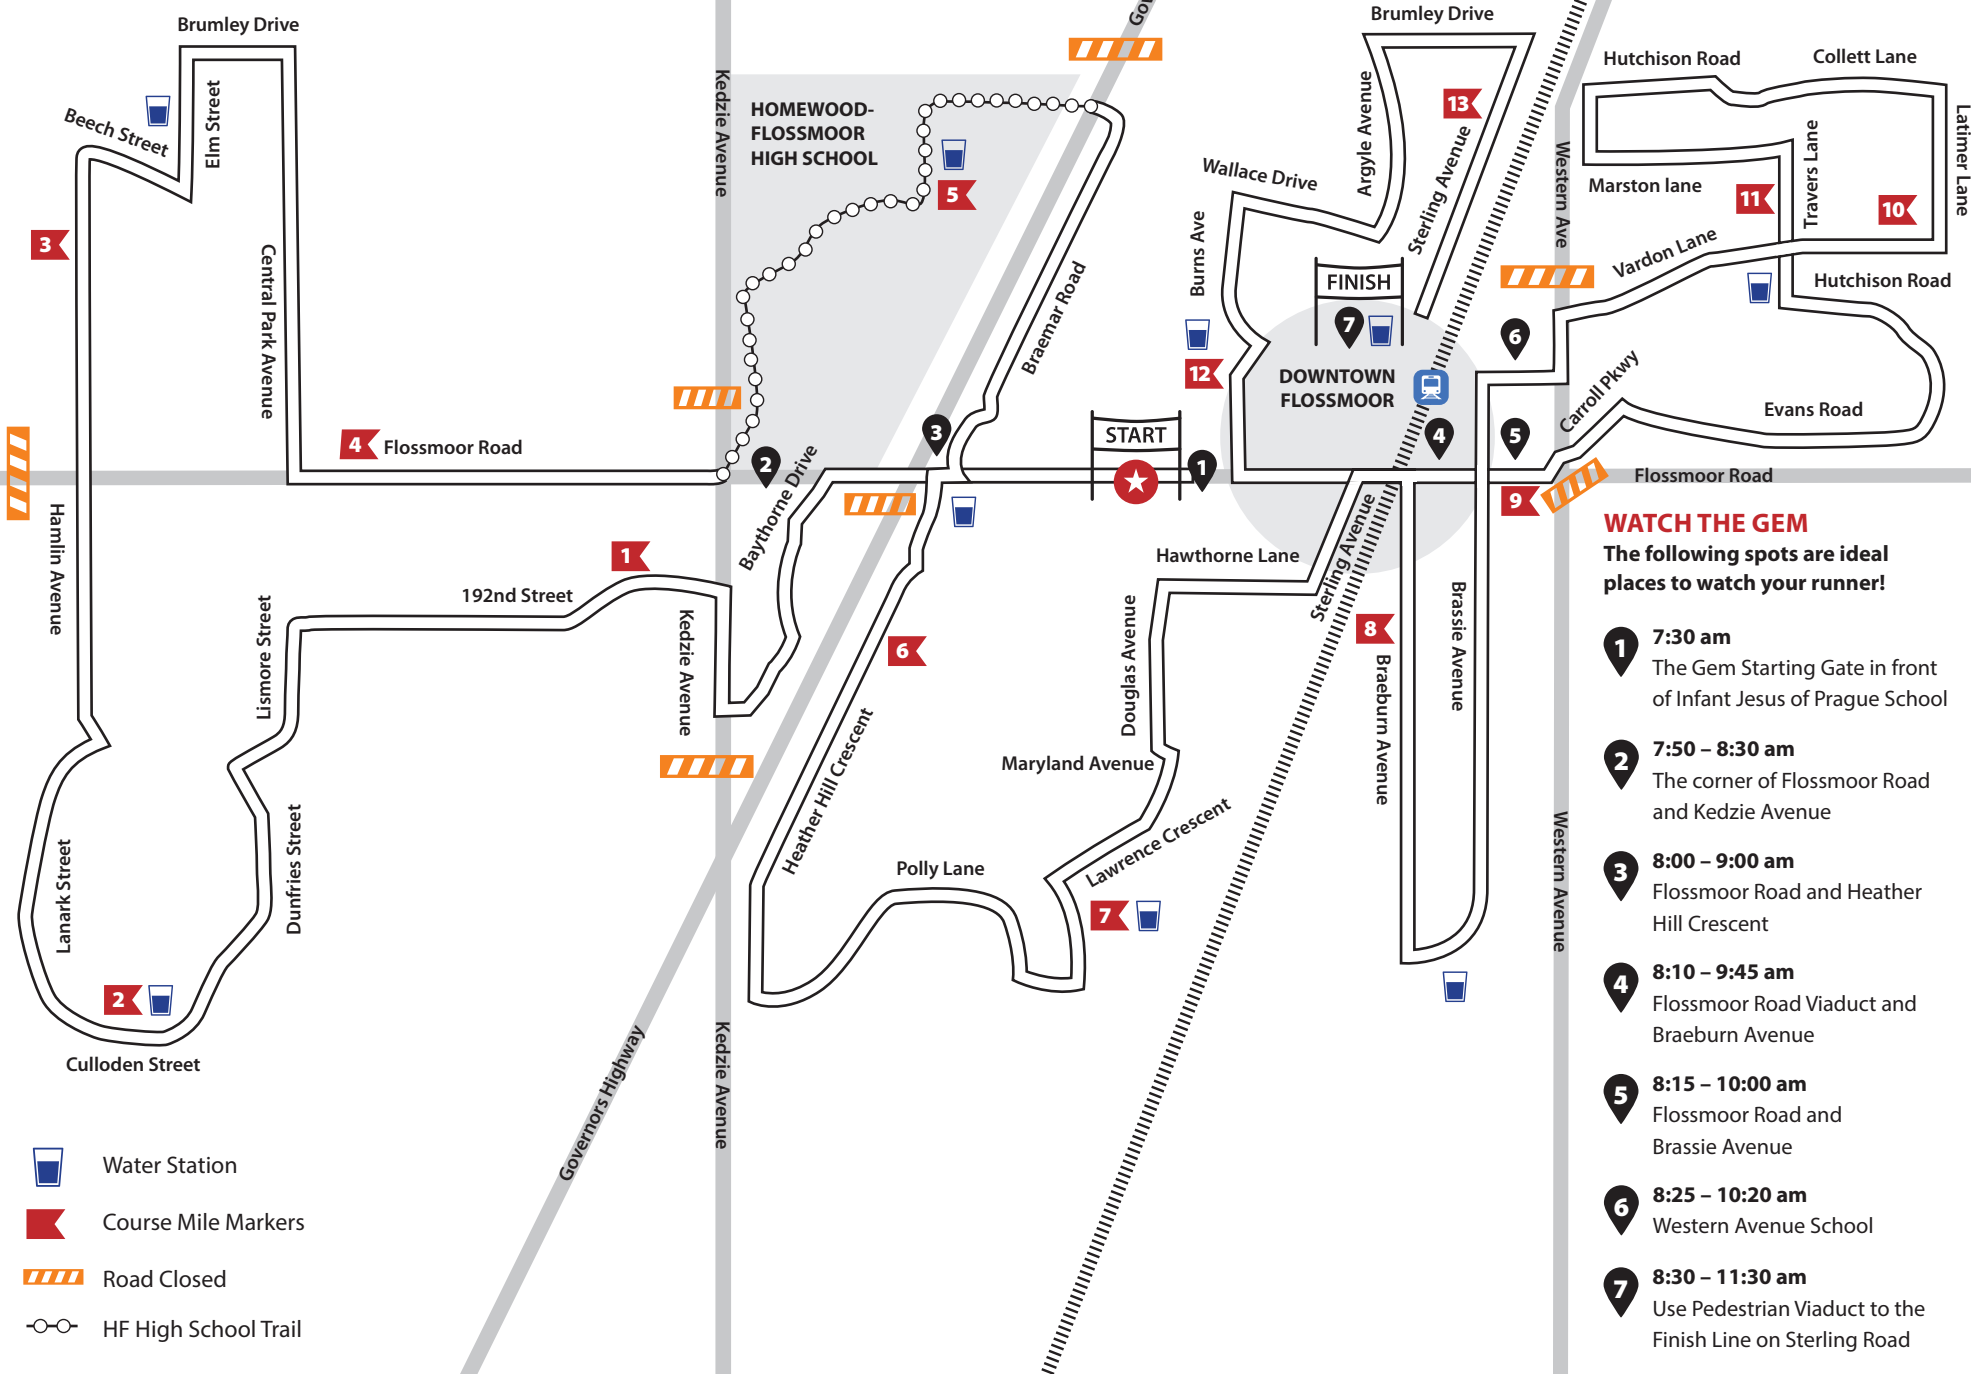 Brumley Drive
Beech Street
Elm Street
3
Central Park Avenue
Hamlin Avenue
4
Flossmoor Road
Kedzie Avenue
HOMEWOOD-
FLOSSMOOR
HIGH SCHOOL
5
Braemar Road
2
Baythorne Drive
3
START
1
1
192nd Street
Lismore Street
Kedzie Avenue
Lanark Street
Dunfries Street
2
Culloden Street
6
Heather Hill Crescent
Polly Lane
Maryland Avenue
Douglas Avenue
Hawthorne Lane
Lawrence Crescent
7
Sterling Avenue
8
Braeburn Avenue
Brassie Avenue
Governors Highway
Kedzie Avenue
Gov
Brumley Drive
Argyle Avenue
13
Sterling Avenue
Wallace Drive
Burns Ave
12
FINISH
7
DOWNTOWN
FLOSSMOOR
4
5
6
Western Ave
Hutchison Road
Collett Lane
Latimer Lane
Travers Lane
Marston lane
11
10
Vardon Lane
Hutchison Road
Carroll Pkwy
Evans Road
9
Flossmoor Road
Western Avenue
WATCH THE GEM
The following spots are ideal
places to watch your runner!
1
7:30 am
The Gem Starting Gate in front
of Infant Jesus of Prague School
2
7:50 – 8:30 am
The corner of Flossmoor Road
and Kedzie Avenue
3
8:00 – 9:00 am
Flossmoor Road and Heather
Hill Crescent
4
8:10 – 9:45 am
Flossmoor Road Viaduct and
Braeburn Avenue
5
8:15 – 10:00 am
Flossmoor Road and
Brassie Avenue
6
8:25 – 10:20 am
Western Avenue School
7
8:30 – 11:30 am
Use Pedestrian Viaduct to the
Finish Line on Sterling Road
Water Station
Course Mile Markers
Road Closed
HF High School Trail